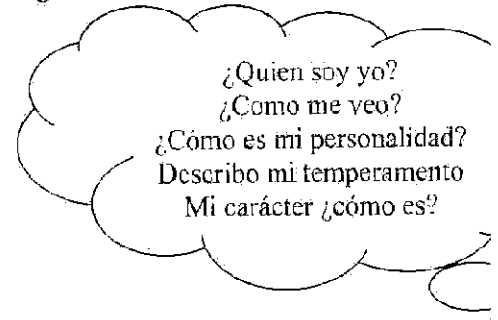 ¿Quien soy yo?
¿Como me veo?
¿Cómo es mi personalidad?
Describo mi temperamento
Mi carácter ¿cómo es?